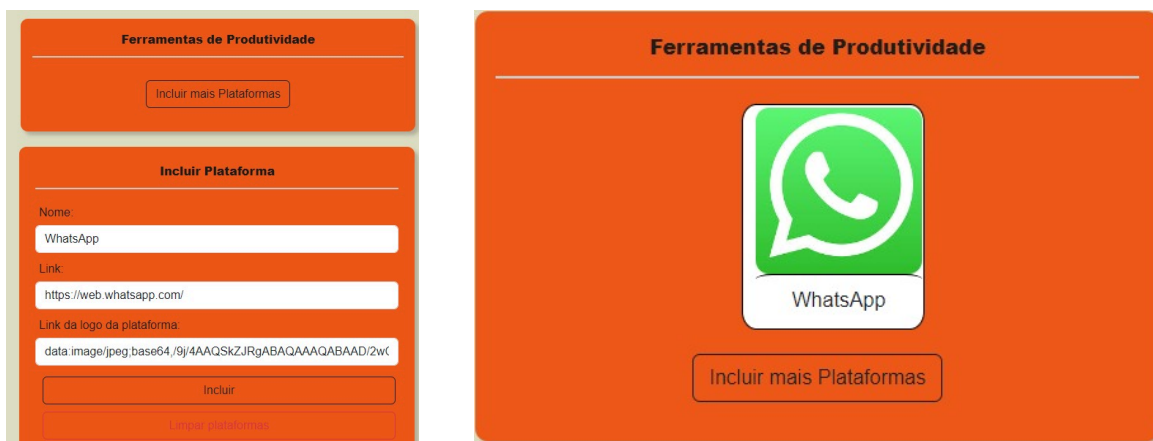 Ferramentas de Produtividade
Incluir mais Plataformas
Incluir Plataforma
Nome:
WhatsApp
Link:
https://web.whatsapp.com/
Link da logo da plataforma:
data:image/jpeg;base64,/9j/4AAQSkZJRgABAQAAAQABAAD/2wC
Incluir
Limpar plataformas
Ferramentas de Produtividade
WhatsApp
Incluir mais Plataformas